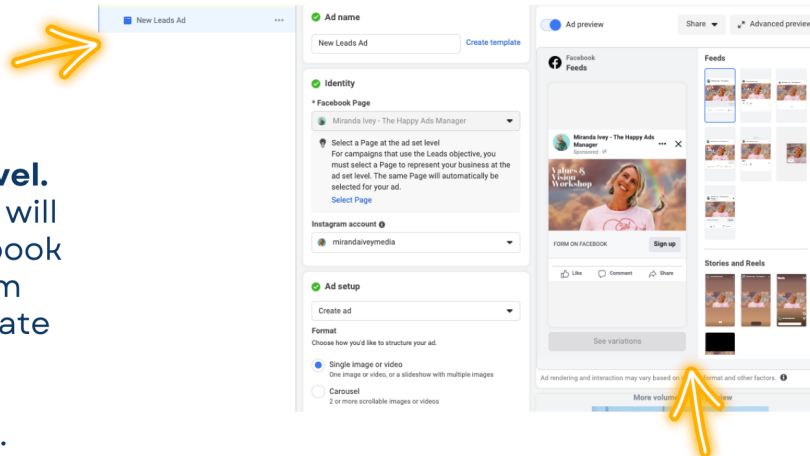 New Leads Ad
vel.
will
book
m
ate
.
Ad name
New Leads Ad
Create template
Identity
* Facebook Page
Miranda Ivey - The Happy Ads Manager
Select a Page at the ad set level
For campaigns that use the Leads objective, you
must select a Page to represent your business at the
ad set level. The same Page will automatically be
selected for your ad.
Select Page
Instagram account
mirandaiveymedia
Ad setup
Create ad
Format
Choose how you'd like to structure your ad.
Single image or video
One image or video, or a slideshow with multiple images
Carousel
2 or more scrollable images or videos
Ad preview
Share
Advanced preview
Facebook
Feeds
Miranda Ivey - The Happy Ads
Manager
Sponsored
Values &
Vision
Workshop
FORM ON FACEBOOK
Sign up
Like
Comment
Share
See variations
Feeds
Stories and Reels
Ad rendering and interaction may vary based on format and other factors.
More volume